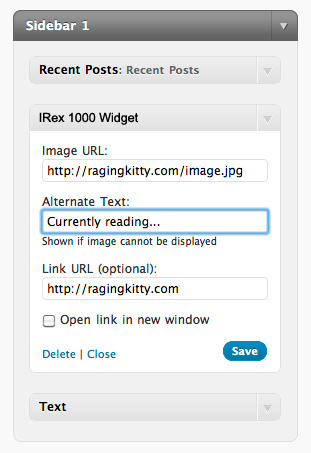 Sidebar 1
Recent Posts: Recent Posts
IRex 1000 Widget
Image URL:
http://ragingkitty.com/image.jpg
Alternate Text:
Currently reading...
Shown if image cannot be displayed
Link URL (optional):
http://ragingkitty.com
Open link in new window
Delete | Close Save
Text